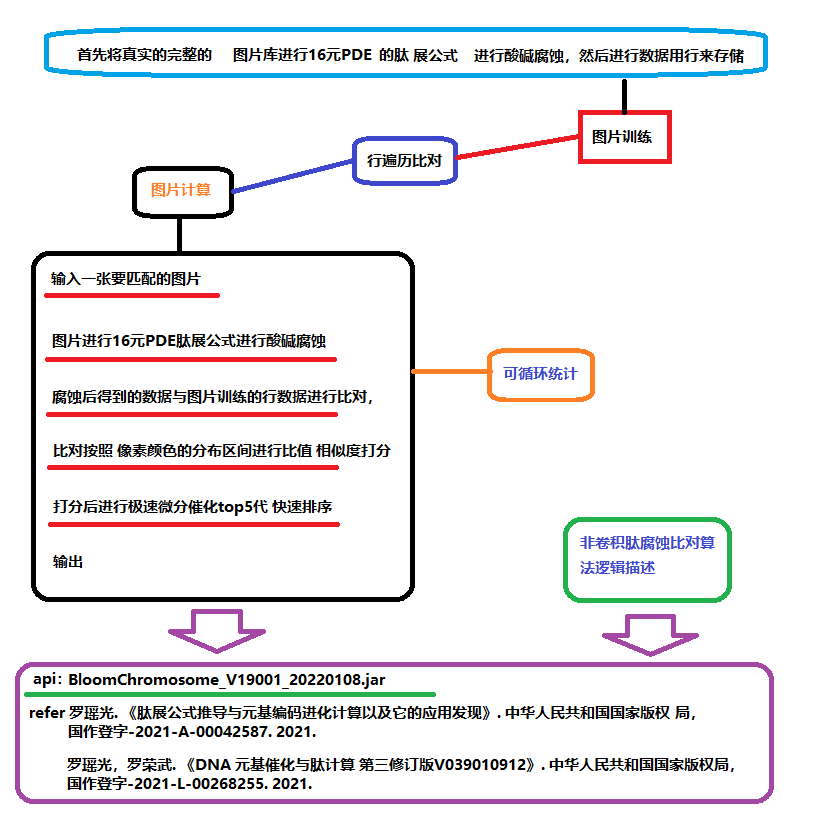 首先将真实的完整的 图片库进行16元PDE 的肽 展公式 进行酸碱腐蚀，然后进行数据用行来存储
图片训练
行遍历比对
图片计算
输入一张要匹配的图片
图片进行16元PDE肽展公式进行酸碱腐蚀
腐蚀后得到的数据与图片训练的行数据进行比对，
可循环统计
比对按照 像素颜色的分布区间进行比值 相似度打分
打分后进行极速微分催化top5代 快速排序
输出
非卷积肽腐蚀比对算
法逻辑描述
api：BloomChromosome_V19001_20220108.jar
refer 罗瑶光. 《肽展公式推导与元基编码进化计算以及它的应用发现》. 中华人民共和国国家版权 局，
国作登字-2021-A-00042587. 2021.
罗瑶光，罗荣武. 《DNA 元基催化与肽计算 第三修订版V039010912》. 中华人民共和国国家版权局，
国作登字-2021-L-00268255. 2021.